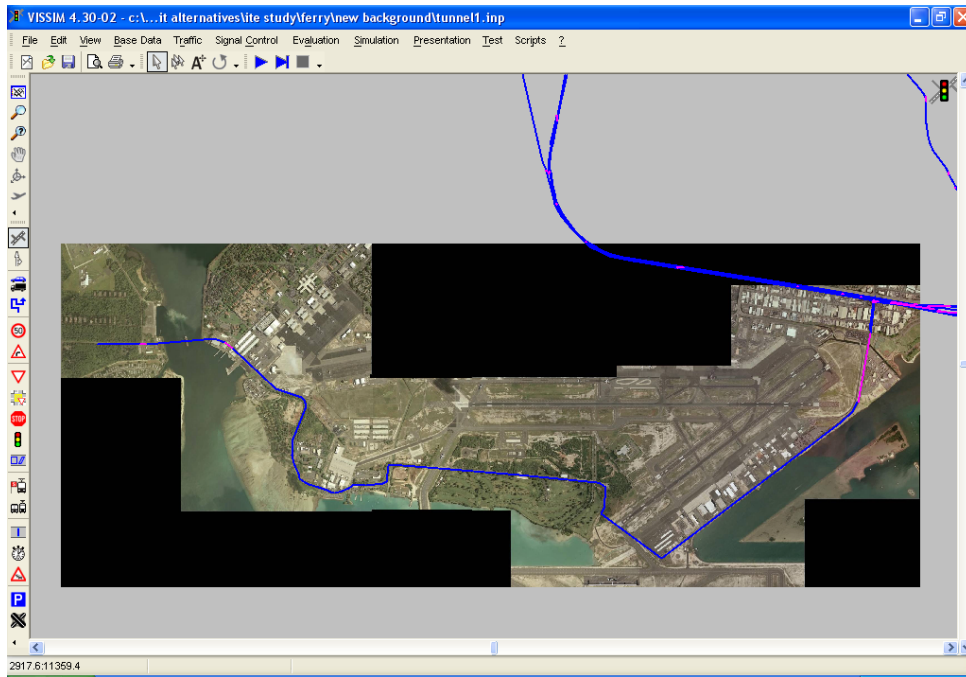 VISSIM 4.30-02 - c:\...it alternatives\ite study\ferry\new background\tunnel1.inp
File Edit View Base Data Traffic Signal Control Evaluation Simulation Presentation Test Scripts ?
A
50
STOP
P
2917.6:11359.4